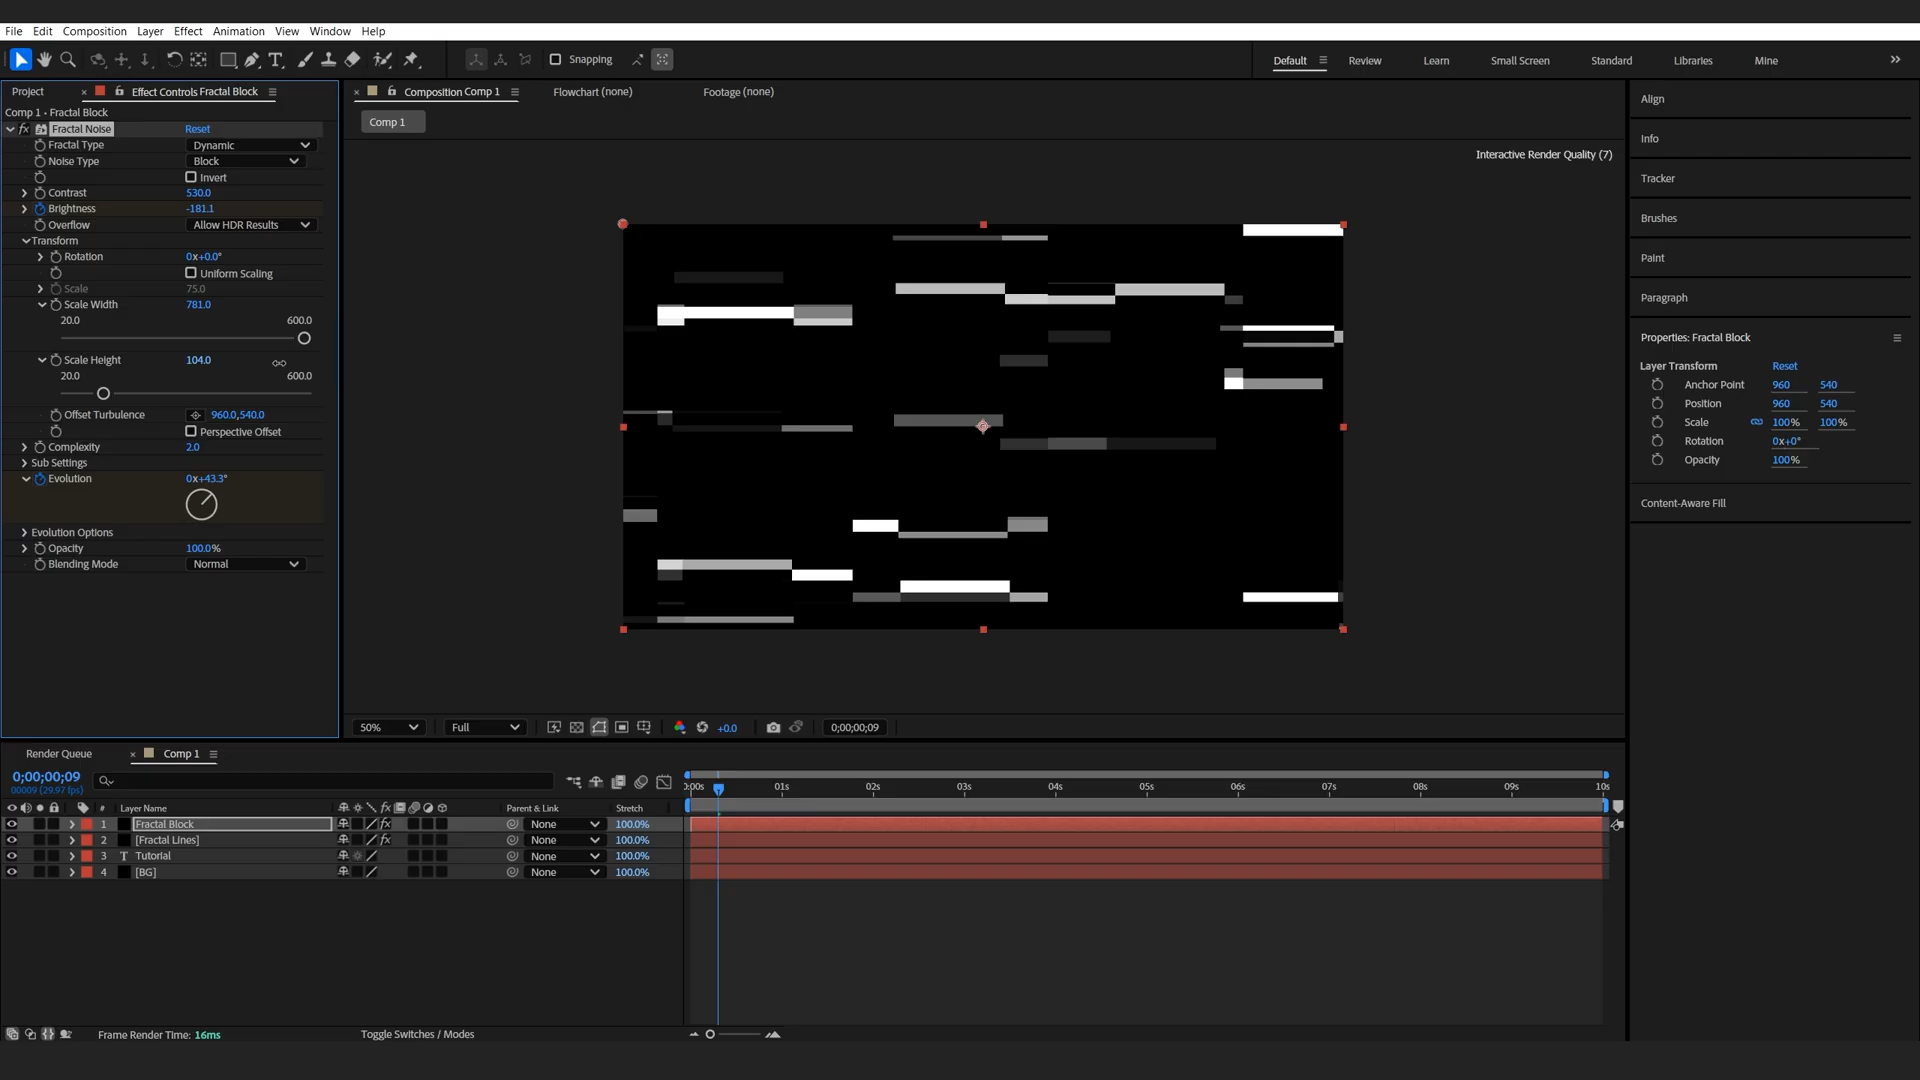 File Edit Composition Layer Effect Animation View Window Help
Snapping
Default Review Learn Small Screen Standard Libraries Mine
Project Effect Controls Fractal Block
Comp 1 • Fractal Block
fx Fractal Noise Reset
Fractal Type Dynamic
Noise Type Block
Invert
Contrast 530.0
Brightness -181.1
Overflow Allow HDR Results
Transform
Rotation 0x+0.0°
Uniform Scaling
Scale 75.0
Scale Width 781.0
20.0 600.0
Scale Height 104.0
20.0 600.0
Offset Turbulence 960.0,540.0
Perspective Offset
Complexity 2.0
Sub Settings
Evolution 0x+43.3°
Evolution Options
Opacity 100.0%
Blending Mode Normal
Composition Comp 1 Flowchart (none) Footage (none)
Comp 1
Interactive Render Quality (7)
50% Full +0.0 0;00;00;09
Align
Info
Tracker
Brushes
Paint
Paragraph
Properties: Fractal Block
Layer Transform Reset
Anchor Point 960 540
Position 960 540
Scale 100% 100%
Rotation 0x+0°
Opacity 100%
Content-Aware Fill
Render Queue Comp 1
0;00;00;09
00009 (29.97 fps)
# Layer Name fx Parent & Link Stretch
1 Fractal Block fx None 100.0%
2 [Fractal Lines] fx None 100.0%
3 T Tutorial None 100.0%
4 [BG] None 100.0%
):00s 01s 02s 03s 04s 05s 06s 07s 08s 09s 10s
Frame Render Time: 16ms Toggle Switches / Modes